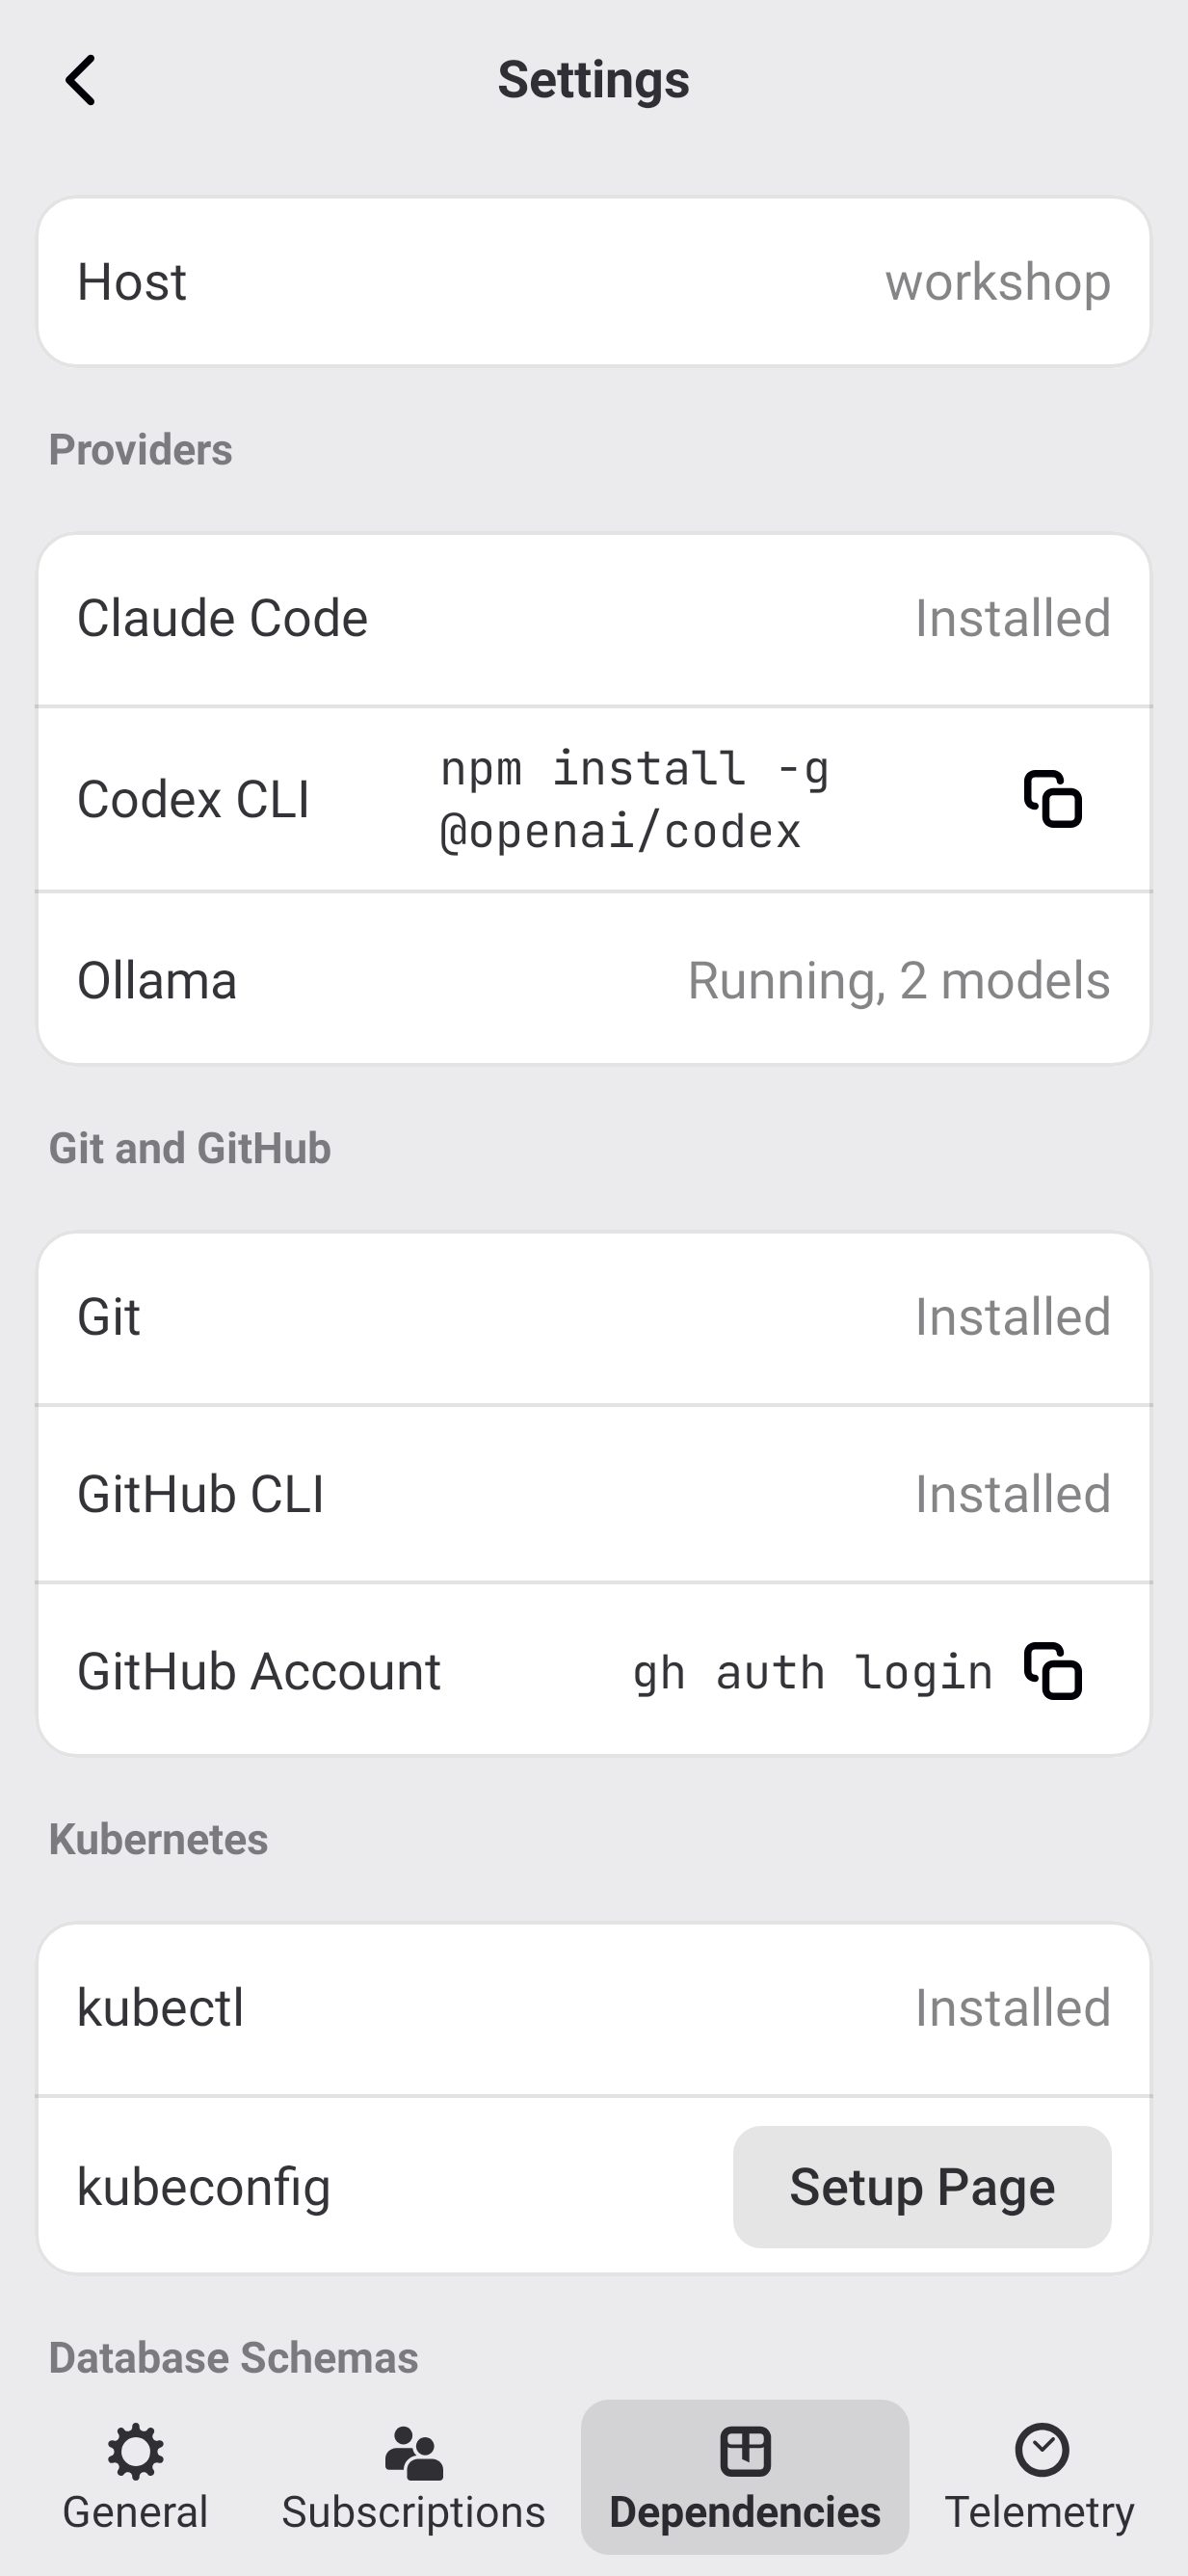 Settings
Host workshop
Providers
Claude Code Installed
Codex CLI npm install -g
@openai/codex
Ollama Running, 2 models
Git and GitHub
Git Installed
GitHub CLI Installed
GitHub Account gh auth login
Kubernetes
kubectl Installed
kubeconfig Setup Page
Database Schemas
General Subscriptions Dependencies Telemetry